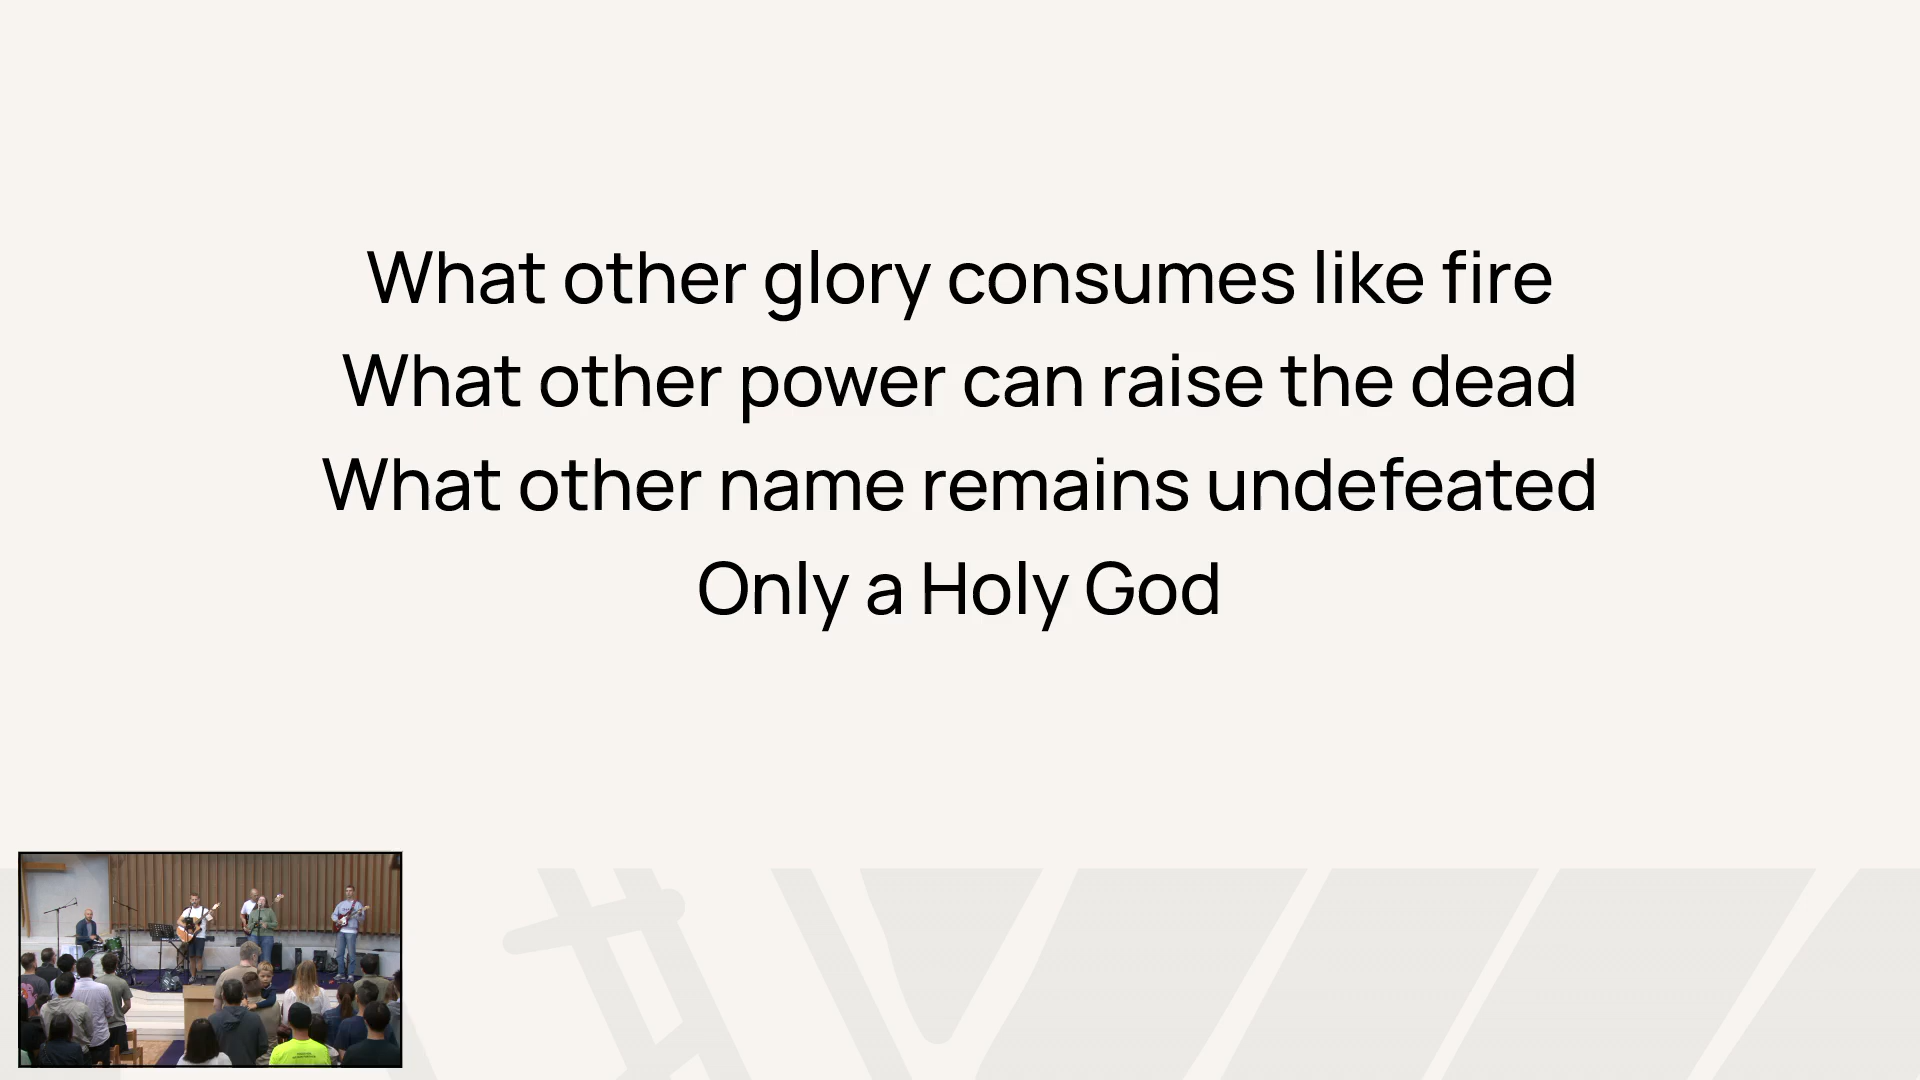 What other glory consumes like fire
What other power can raise the dead
What other name remains undefeated
Only a Holy God